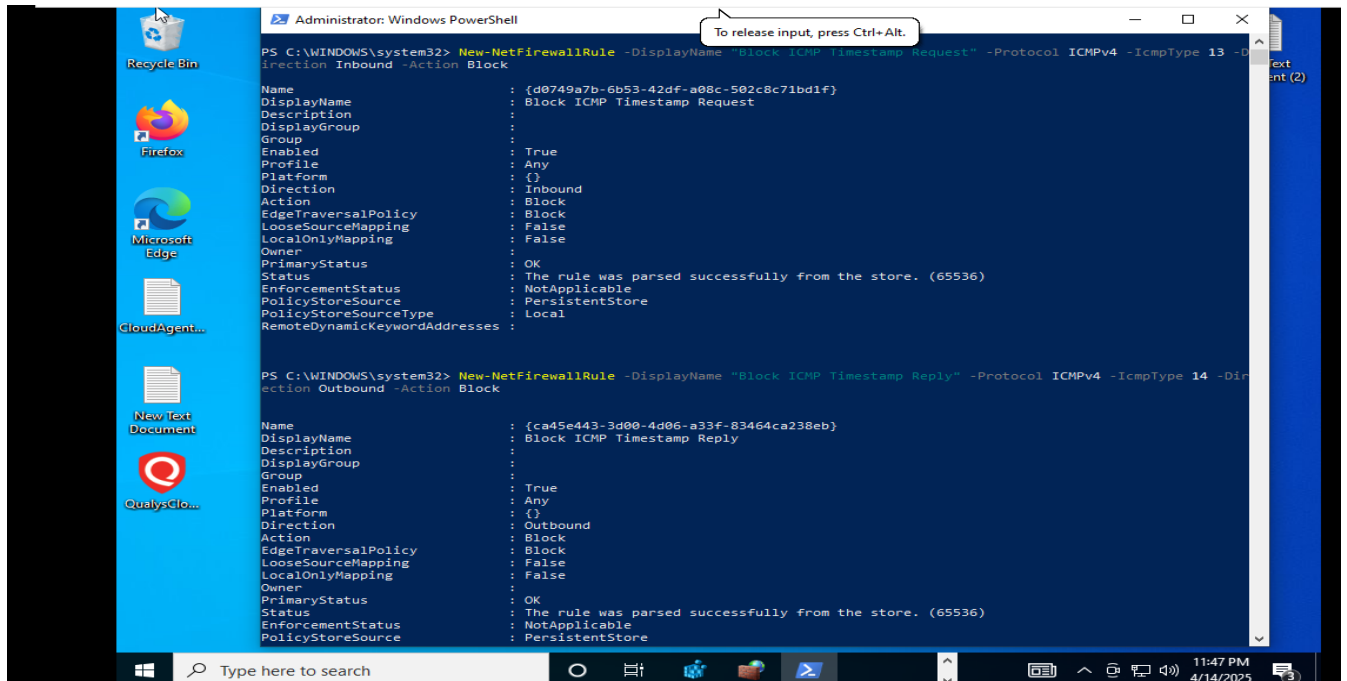 Administrator: Windows PowerShell
To release input, press Ctrl+Alt.
Recycle Bin
Firefox
Microsoft
Edge
CloudAgent...
New Text
Document
QualysClo...
Text
ent (2)
PS C:\WINDOWS\system32> New-NetFirewallRule -DisplayName "Block ICMP Timestamp Request" -Protocol ICMPv4 -IcmpType 13 -D
irection Inbound -Action Block
Name : {d0749a7b-6b53-42df-a08c-502c8c71bd1f}
DisplayName : Block ICMP Timestamp Request
Description :
DisplayGroup :
Group :
Enabled : True
Profile : Any
Platform : {}
Direction : Inbound
Action : Block
EdgeTraversalPolicy : Block
LooseSourceMapping : False
LocalOnlyMapping : False
Owner :
PrimaryStatus : OK
Status : The rule was parsed successfully from the store. (65536)
EnforcementStatus : NotApplicable
PolicyStoreSource : PersistentStore
PolicyStoreSourceType : Local
RemoteDynamicKeywordAddresses :
PS C:\WINDOWS\system32> New-NetFirewallRule -DisplayName "Block ICMP Timestamp Reply" -Protocol ICMPv4 -IcmpType 14 -Dir
ection Outbound -Action Block
Name : {ca45e443-3d00-4d06-a33f-83464ca238eb}
DisplayName : Block ICMP Timestamp Reply
Description :
DisplayGroup :
Group :
Enabled : True
Profile : Any
Platform : {}
Direction : Outbound
Action : Block
EdgeTraversalPolicy : Block
LooseSourceMapping : False
LocalOnlyMapping : False
Owner :
PrimaryStatus : OK
Status : The rule was parsed successfully from the store. (65536)
EnforcementStatus : NotApplicable
PolicyStoreSource : PersistentStore
Type here to search
11:47 PM
4/14/2025
3